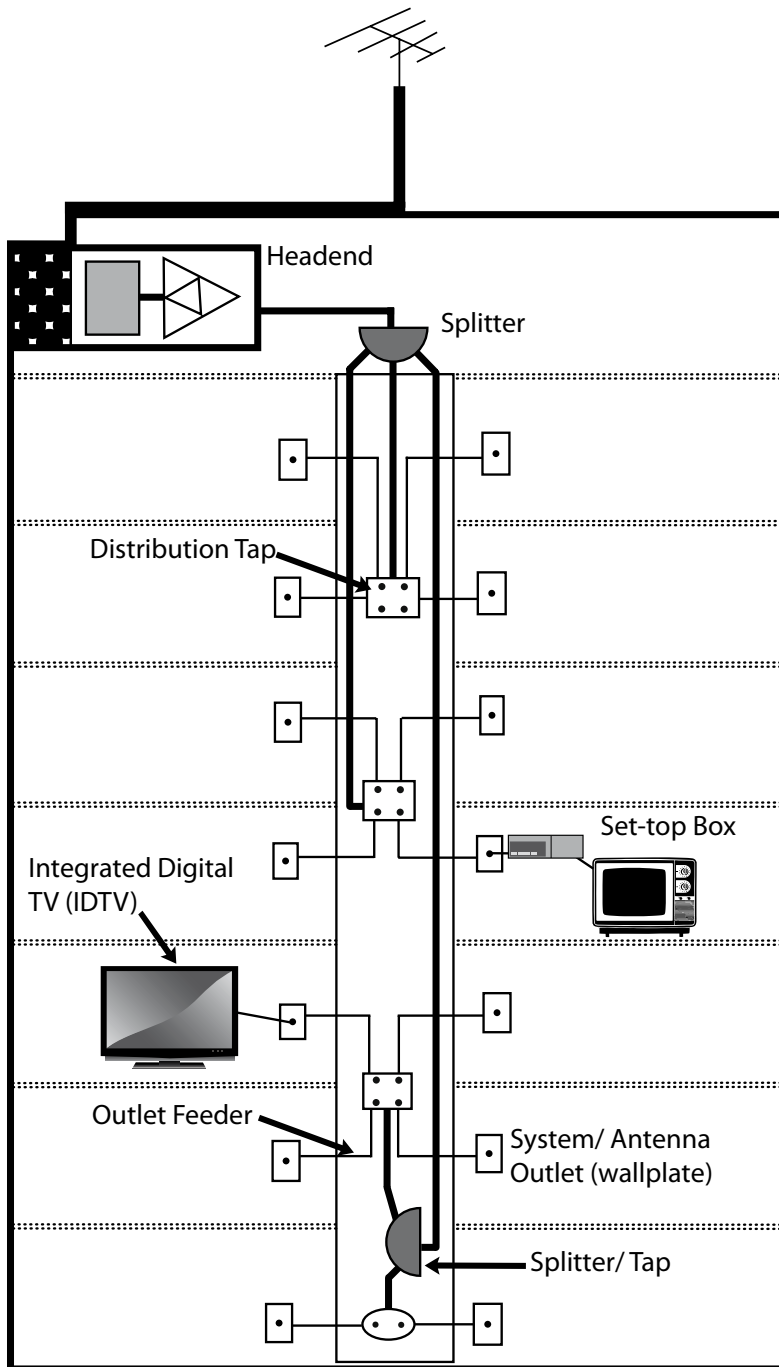 Headend
Splitter
Distribution Tap
Set-top Box
Integrated Digital
TV (IDTV)
Outlet Feeder
System/ Antenna
Outlet (wallplate)
Splitter/ Tap